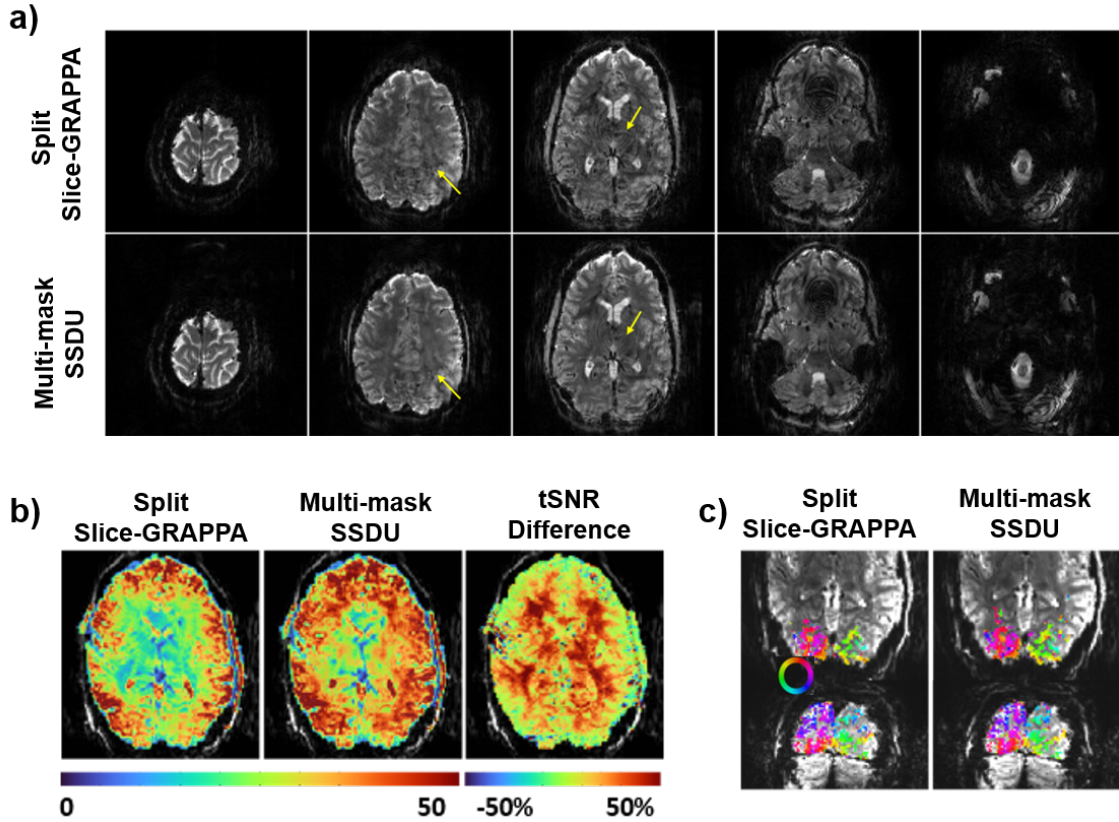 a)
Split
Slice-GRAPPA
Multi-mask
SSDU
b)
Split
Slice-GRAPPA
Multi-mask
SSDU
tSNR
Difference
0
50
-50%
50%
c)
Split
Slice-GRAPPA
Multi-mask
SSDU